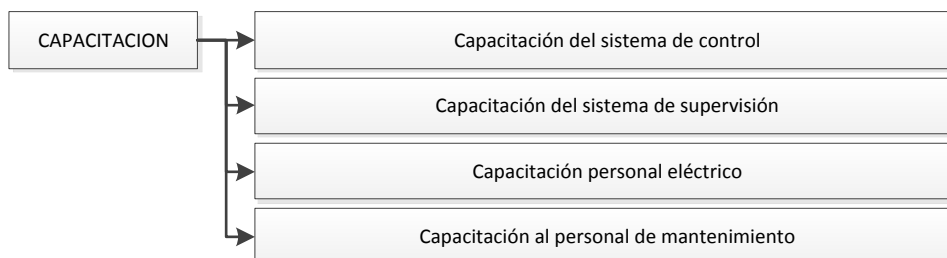 CAPACITACION
Capacitación del sistema de control
Capacitación del sistema de supervisión
Capacitación personal eléctrico
Capacitación al personal de mantenimiento